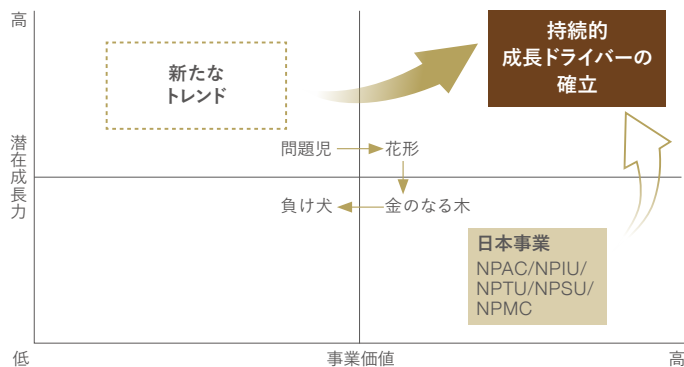 高
新たな
トレンド
持続的
成長ドライバーの
確立
潜在成長力
問題児
花形
負け犬
金のなる木
日本事業
NPAC/NPIU/
NPTU/NPSU/
NPMC
低
事業価値
高